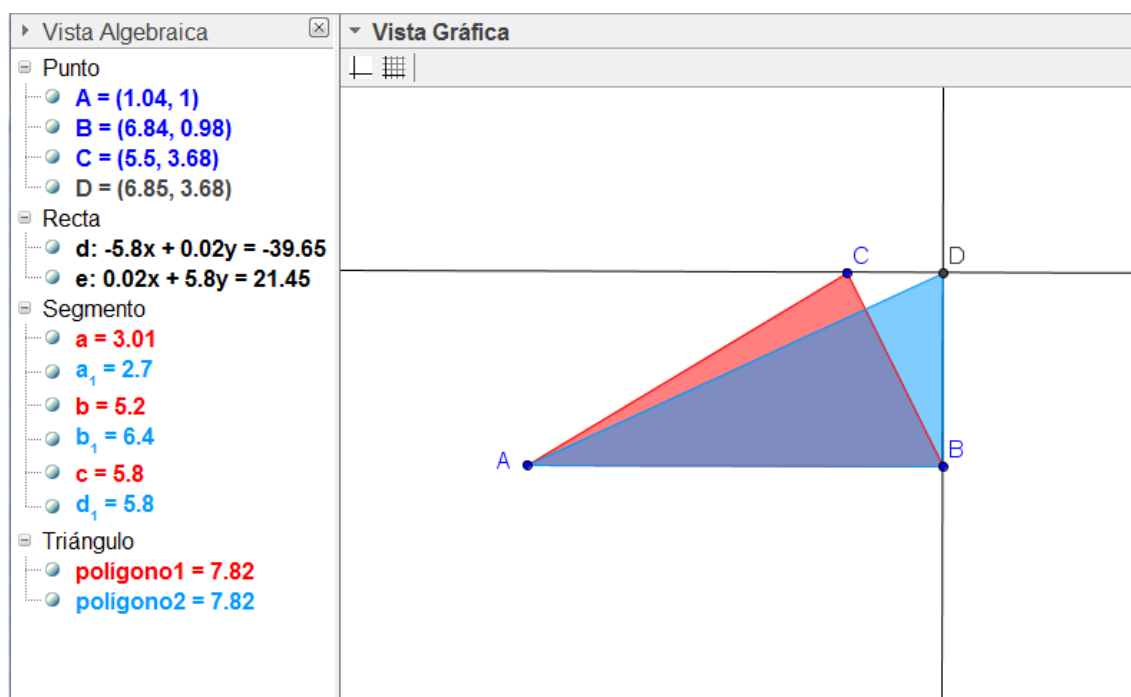 Vista Algebraica
Punto
A = (1.04, 1)
B = (6.84, 0.98)
C = (5.5, 3.68)
D = (6.85, 3.68)
Recta
d: -5.8x + 0.02y = -39.65
e: 0.02x + 5.8y = 21.45
Segmento
a = 3.01
a₁ = 2.7
b = 5.2
b₁ = 6.4
c = 5.8
d₁ = 5.8
Triángulo
polígono1 = 7.82
polígono2 = 7.82
Vista Gráfica
C
D
A
B